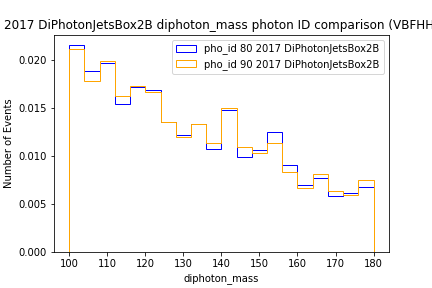 2017 DiPhotonJetsBox2B diphoton_mass photon ID comparison (VBFHH
pho_id 80 2017 DiPhotonJetsBox2B
pho_id 90 2017 DiPhotonJetsBox2B
Number of Events
0.020
0.015
0.010
0.005
0.000
100 110 120 130 140 150 160 170 180
diphoton_mass